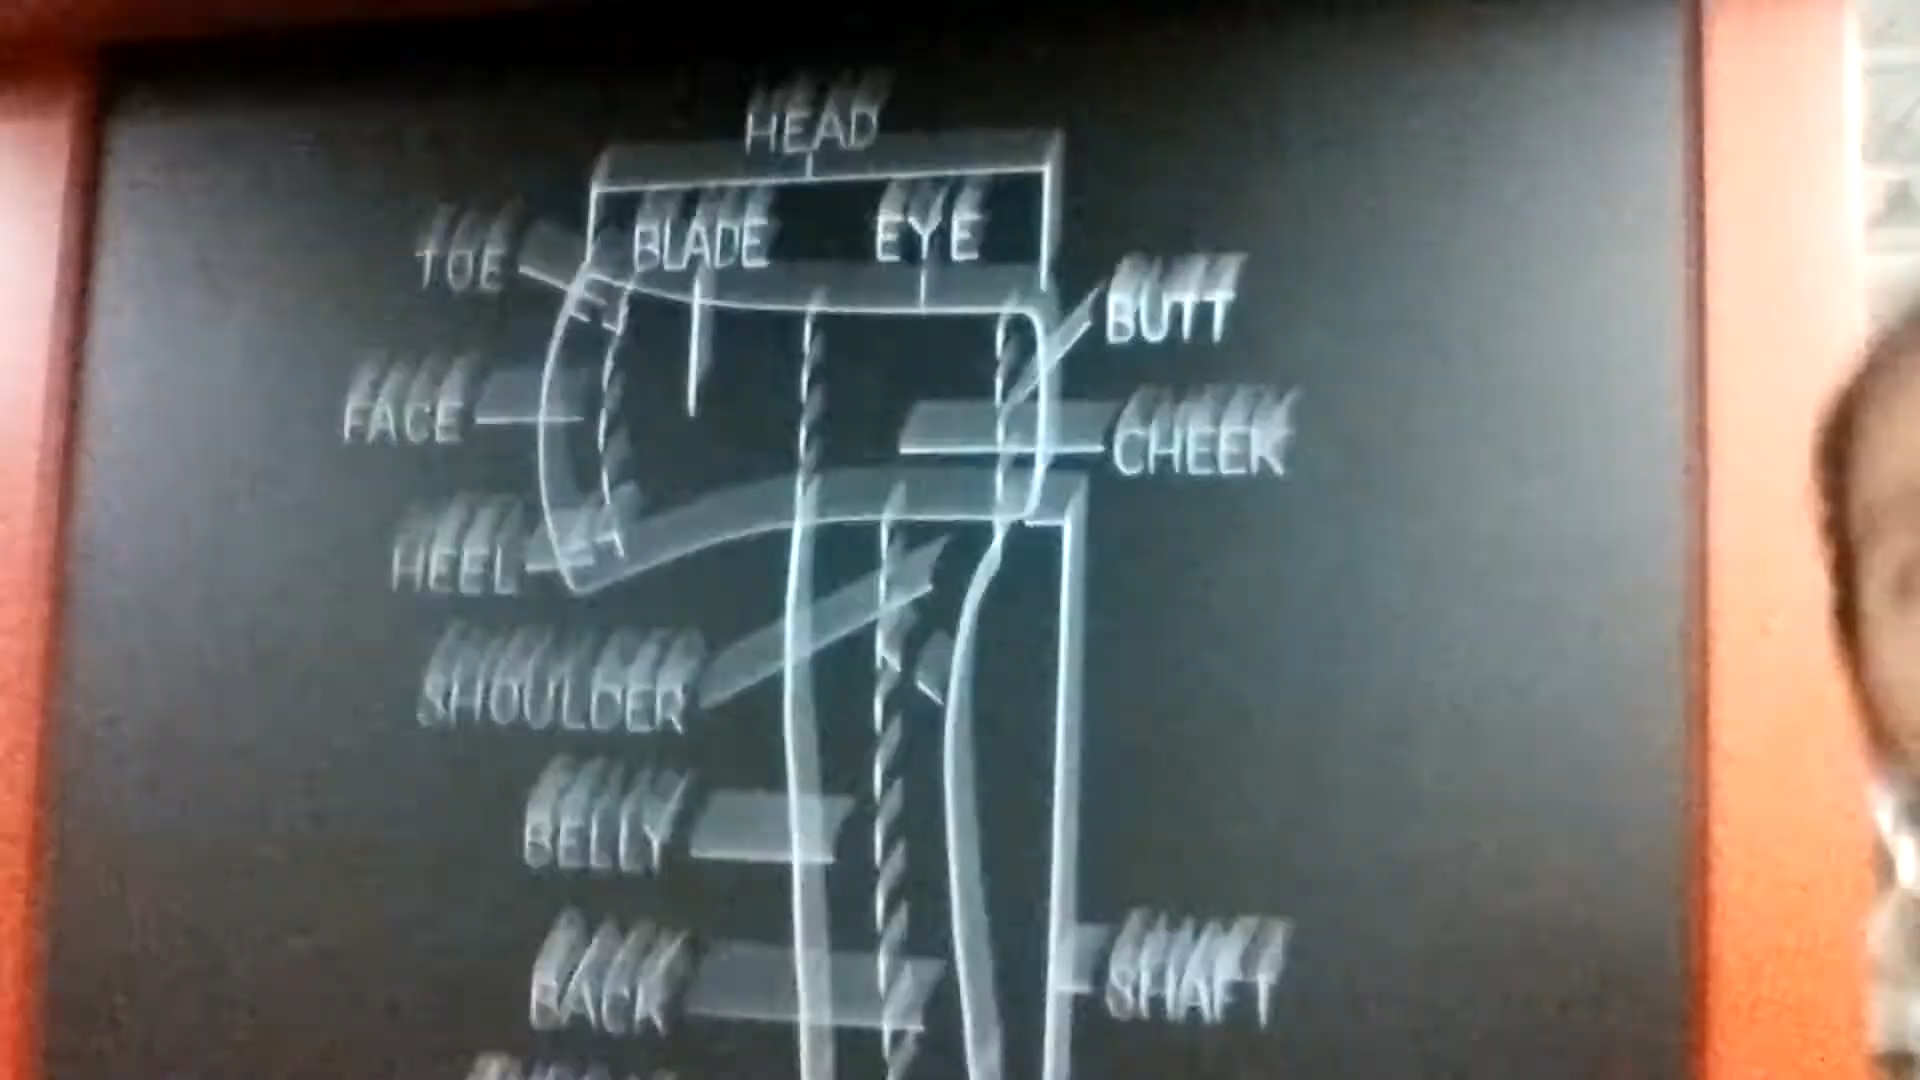 HEAD
BLADE
EYE
TOE
BUTT
FACE
CHEEK
HEEL
SHOULDER
BELLY
BACK
SHAFT